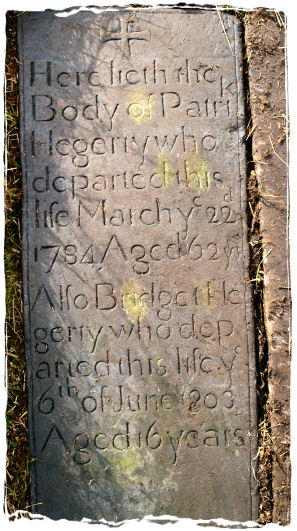 Here lieth the
Body of Patrik
Hegerty who
departed this
life March ye 22d
1784 Aged 62 yrs
Also Bridget He
gerty who dep
arted this life ye
6th of June 1803
Aged 16 years